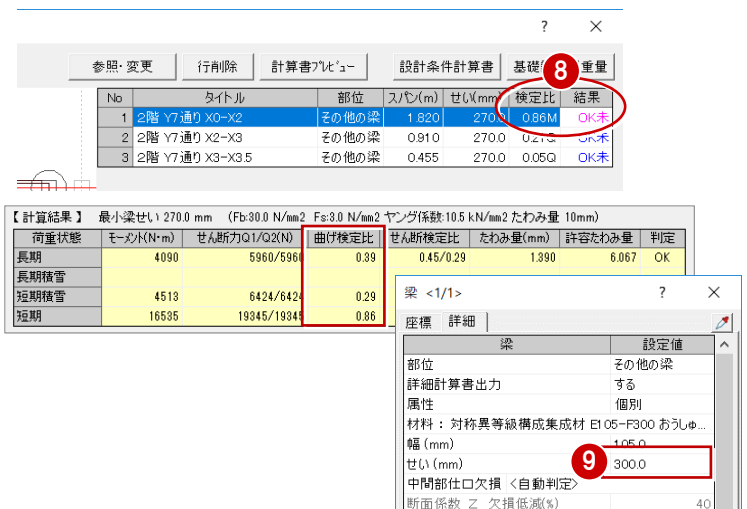 ? ×
参照・変更 行削除 計算書ﾌﾟﾚﾋﾞｭｰ 設計条件計算書 基礎 重量
8
No タイトル 部位 スパン(m) せい(mm) 検定比 結果
1 2階 Y7通り X0-X2 その他の梁 1.820 270.0 0.86M OK未
2 2階 Y7通り X2-X3 その他の梁 0.910 270.0 0.21Q OK未
3 2階 Y7通り X3-X3.5 その他の梁 0.455 270.0 0.05Q OK未
【計算結果】 最小梁せい 270.0 mm (Fb:30.0 N/mm2 Fs:3.0 N/mm2 ヤング係数:10.5 kN/mm2 たわみ量 10mm)
荷重状態 モーメント(N・m) せん断力Q1/Q2(N) 曲げ検定比 せん断検定比 たわみ量(mm) 許容たわみ量 判定
長期 4090 5960/5960 0.39 0.45/0.29 1.390 6.067 OK
長期積雪
短期積雪 4513 6424/6424 0.29
短期 16535 19345/19345 0.86
梁 <1/1> ? ×
座標 詳細
梁 設定値
部位 その他の梁
詳細計算書出力 する
属性 個別
材料 : 対称異等級構成集成材 E105-F300 おうしゅ...
幅(mm) 105.0
9
せい(mm) 300.0
中間部仕口欠損 <自動判定>
断面係数 Z 欠損低減(%) 40